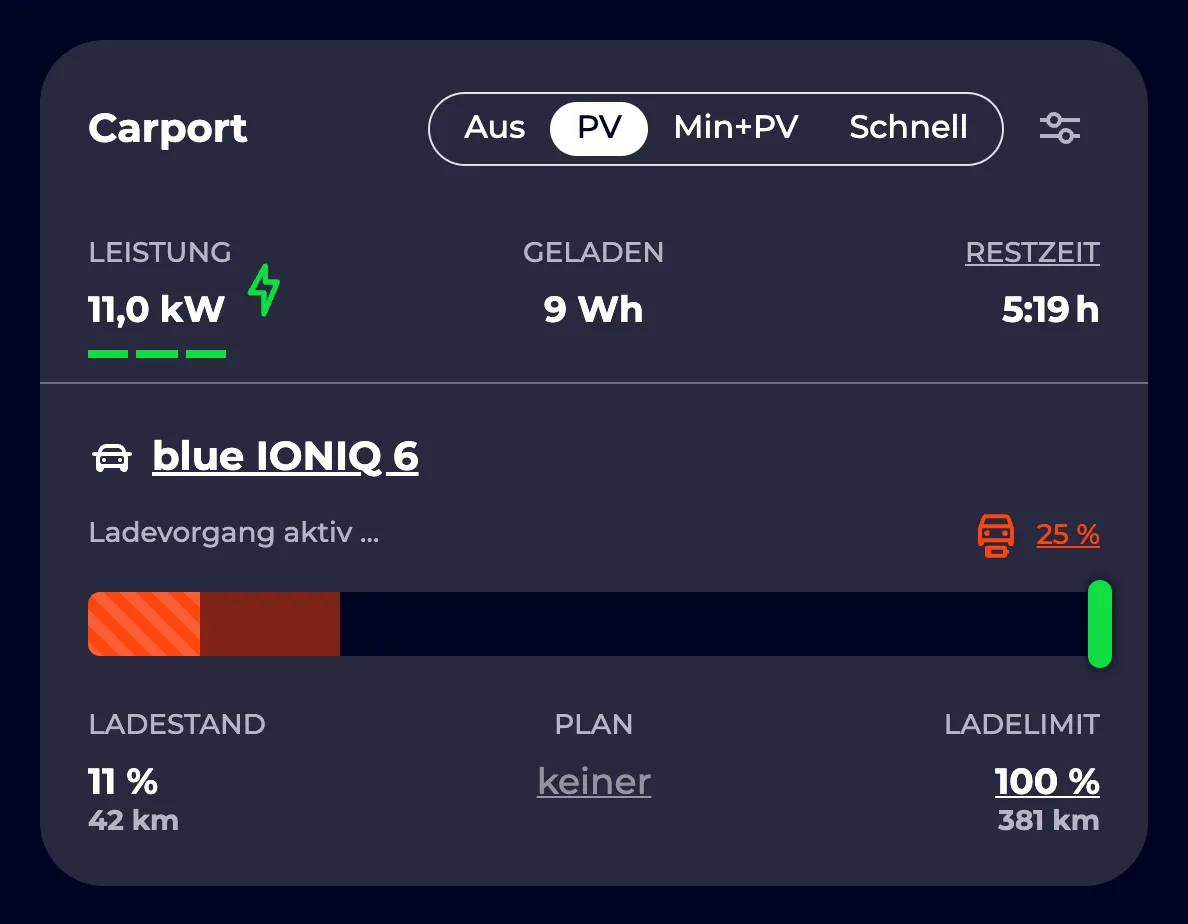 Carport
Aus PV Min+PV Schnell
LEISTUNG GELADEN RESTZEIT
11,0 kW 9 Wh 5:19 h
blue IONIQ 6
Ladevorgang aktiv ... 25 %
LADESTAND PLAN LADELIMIT
11 % keiner 100 %
42 km 381 km